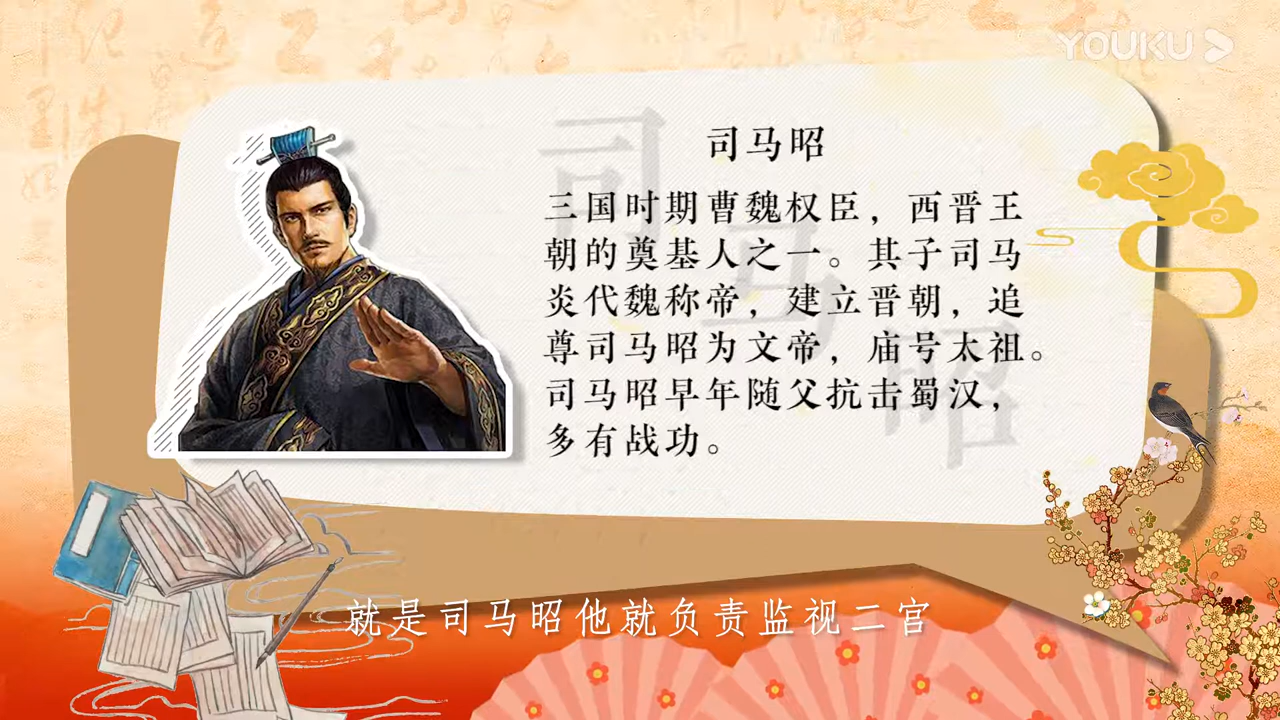 YOUKU
司马昭
三国时期曹魏权臣，西晋王
朝的奠基人之一。其子司马
炎代魏称帝，建立晋朝，追
尊司马昭为文帝，庙号太祖。
司马昭早年随父抗击蜀汉，
多有战功。
司
马
昭
就是司马昭他就负责监视二宫